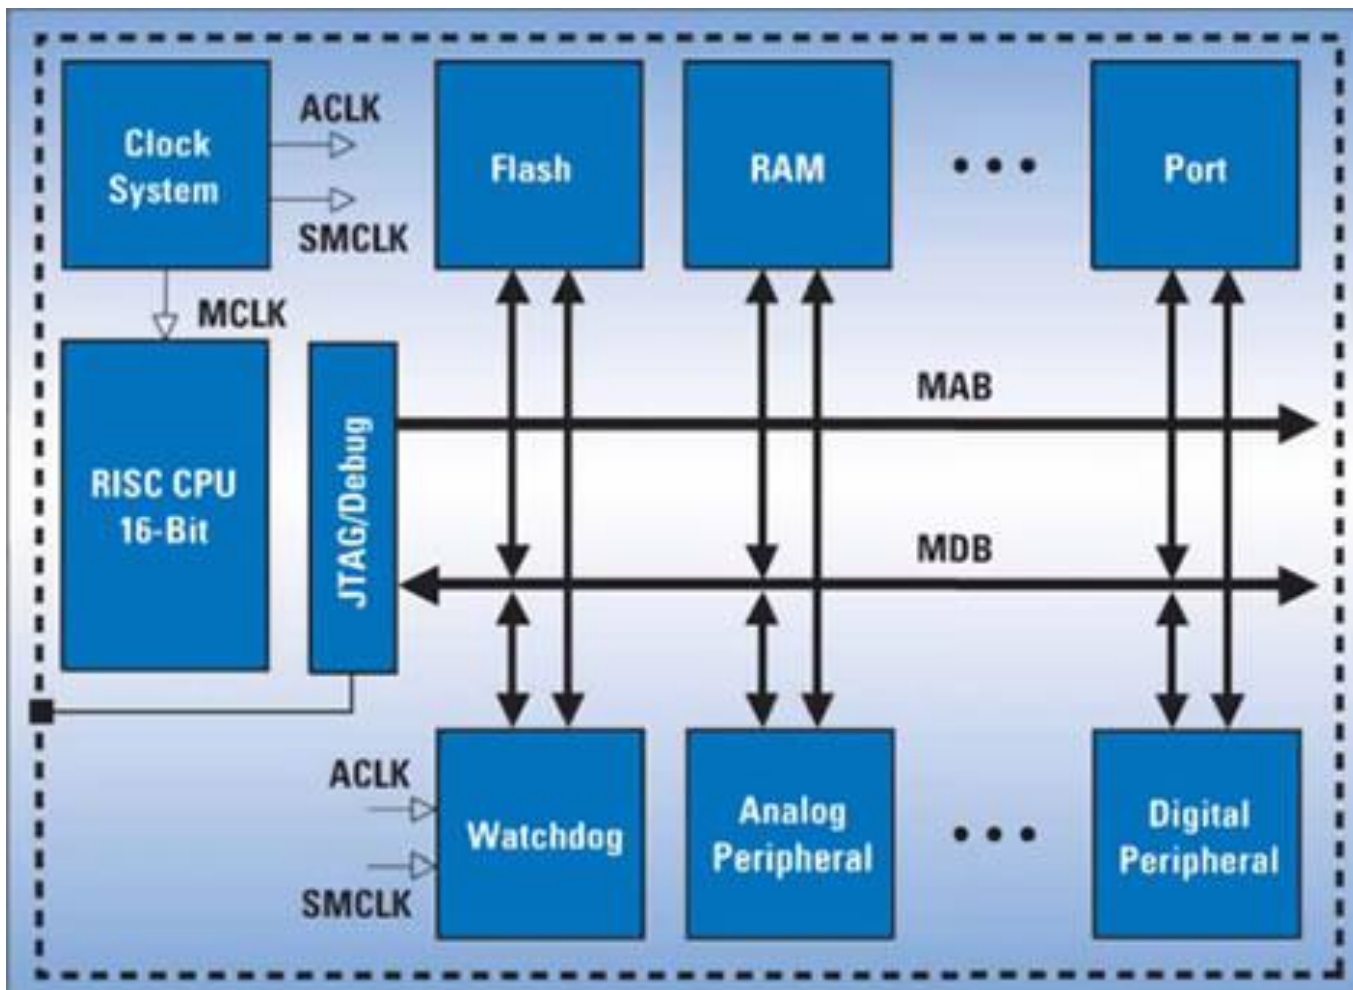 Clock
System
ACLK
SMCLK
Flash
RAM
Port
MCLK
RISC CPU
16-Bit
JTAG/Debug
MAB
MDB
ACLK
SMCLK
Watchdog
Analog
Peripheral
Digital
Peripheral